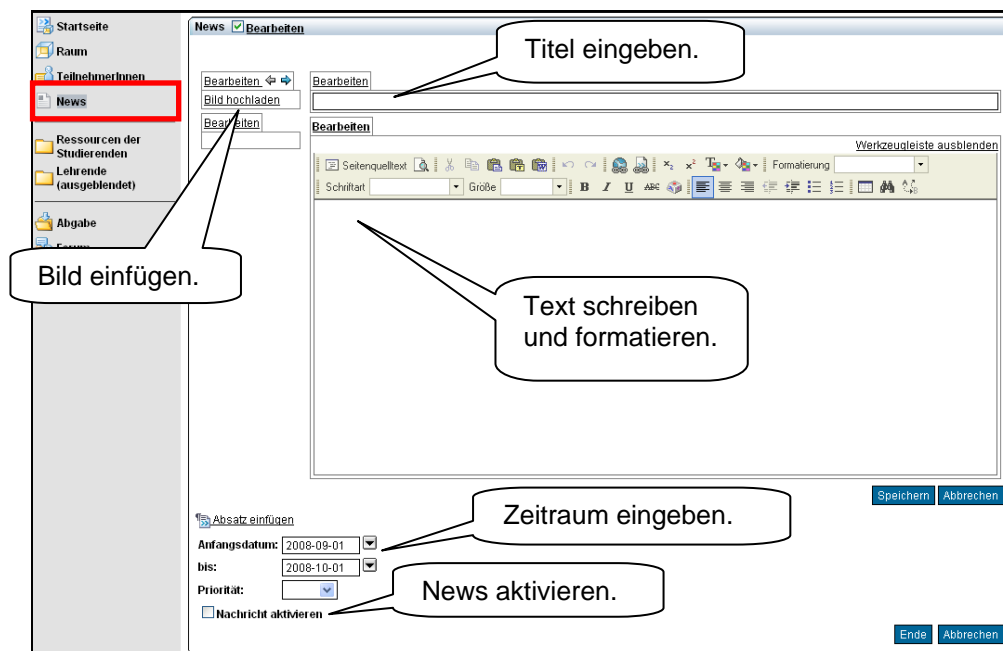 Startseite
Raum
TeilnehmerInnen
News
Ressourcen der
Studierenden
Lehrende
(ausgeblendet)
Abgabe
Forum
News Bearbeiten
Titel eingeben.
Bearbeiten
Bild hochladen
Bearbeiten
Bearbeiten
Bearbeiten
Werkzeugleiste ausblenden
Seitenquelltext Formatierung
Schriftart Größe B I U ABC
Bild einfügen.
Text schreiben
und formatieren.
Speichern Abbrechen
Absatz einfügen
Zeitraum eingeben.
Anfangsdatum: 2008-09-01
bis: 2008-10-01
Priorität:
News aktivieren.
Nachricht aktivieren
Ende Abbrechen